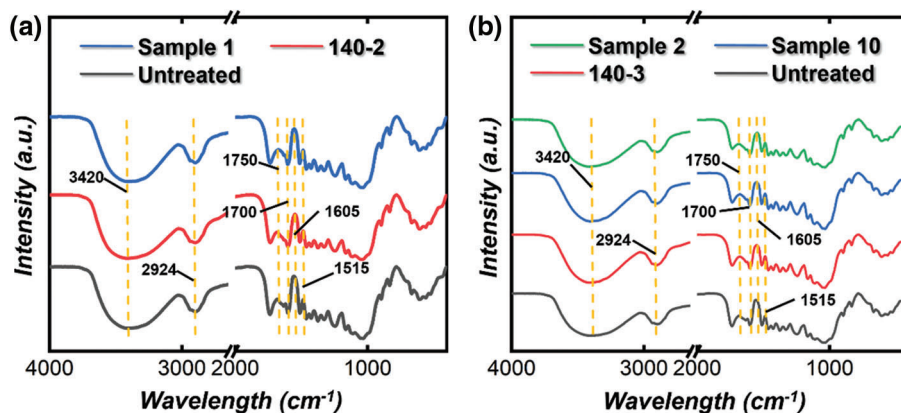 (a)
Sample 1
140-2
Untreated
Intensity (a.u.)
3420
2924
1750
1700
1605
1515
4000
3000
2000
1000
Wavelength (cm-1)
(b)
Sample 2
Sample 10
140-3
Untreated
Intensity (a.u.)
3420
2924
1750
1700
1605
1515
4000
3000
2000
1000
Wavelength (cm-1)